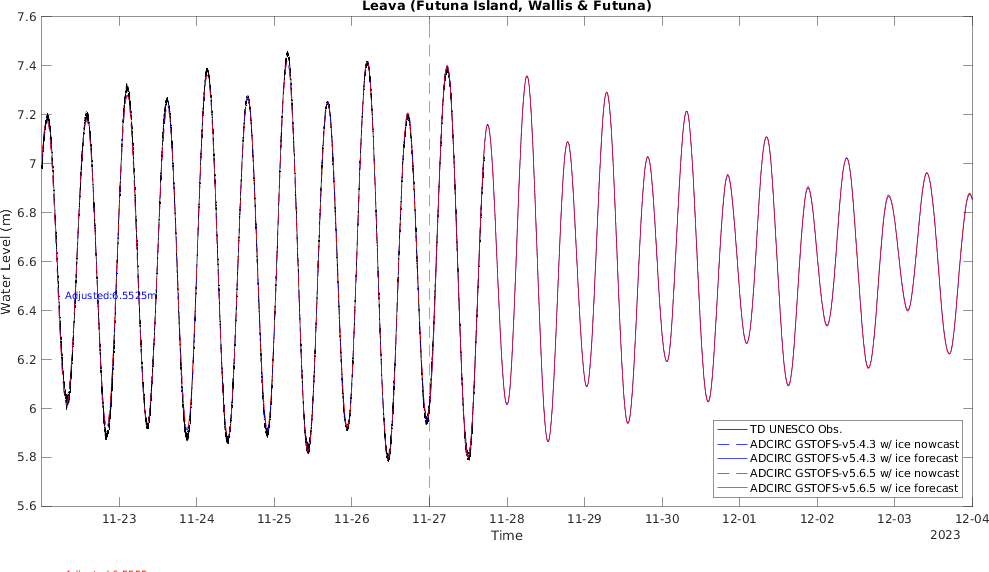 Leava (Futuna Island, Wallis & Futuna)
7.6
7.4
7.2
7
6.8
6.6
6.4
6.2
6
5.8
5.6
Water Level (m)
Adjusted:6.5525m
TD UNESCO Obs.
ADCIRC GSTOFS-v5.4.3 w/ ice nowcast
ADCIRC GSTOFS-v5.4.3 w/ ice forecast
ADCIRC GSTOFS-v5.6.5 w/ ice nowcast
ADCIRC GSTOFS-v5.6.5 w/ ice forecast
11-23 11-24 11-25 11-26 11-27 11-28 11-29 11-30 12-01 12-02 12-03 12-04
Time
2023